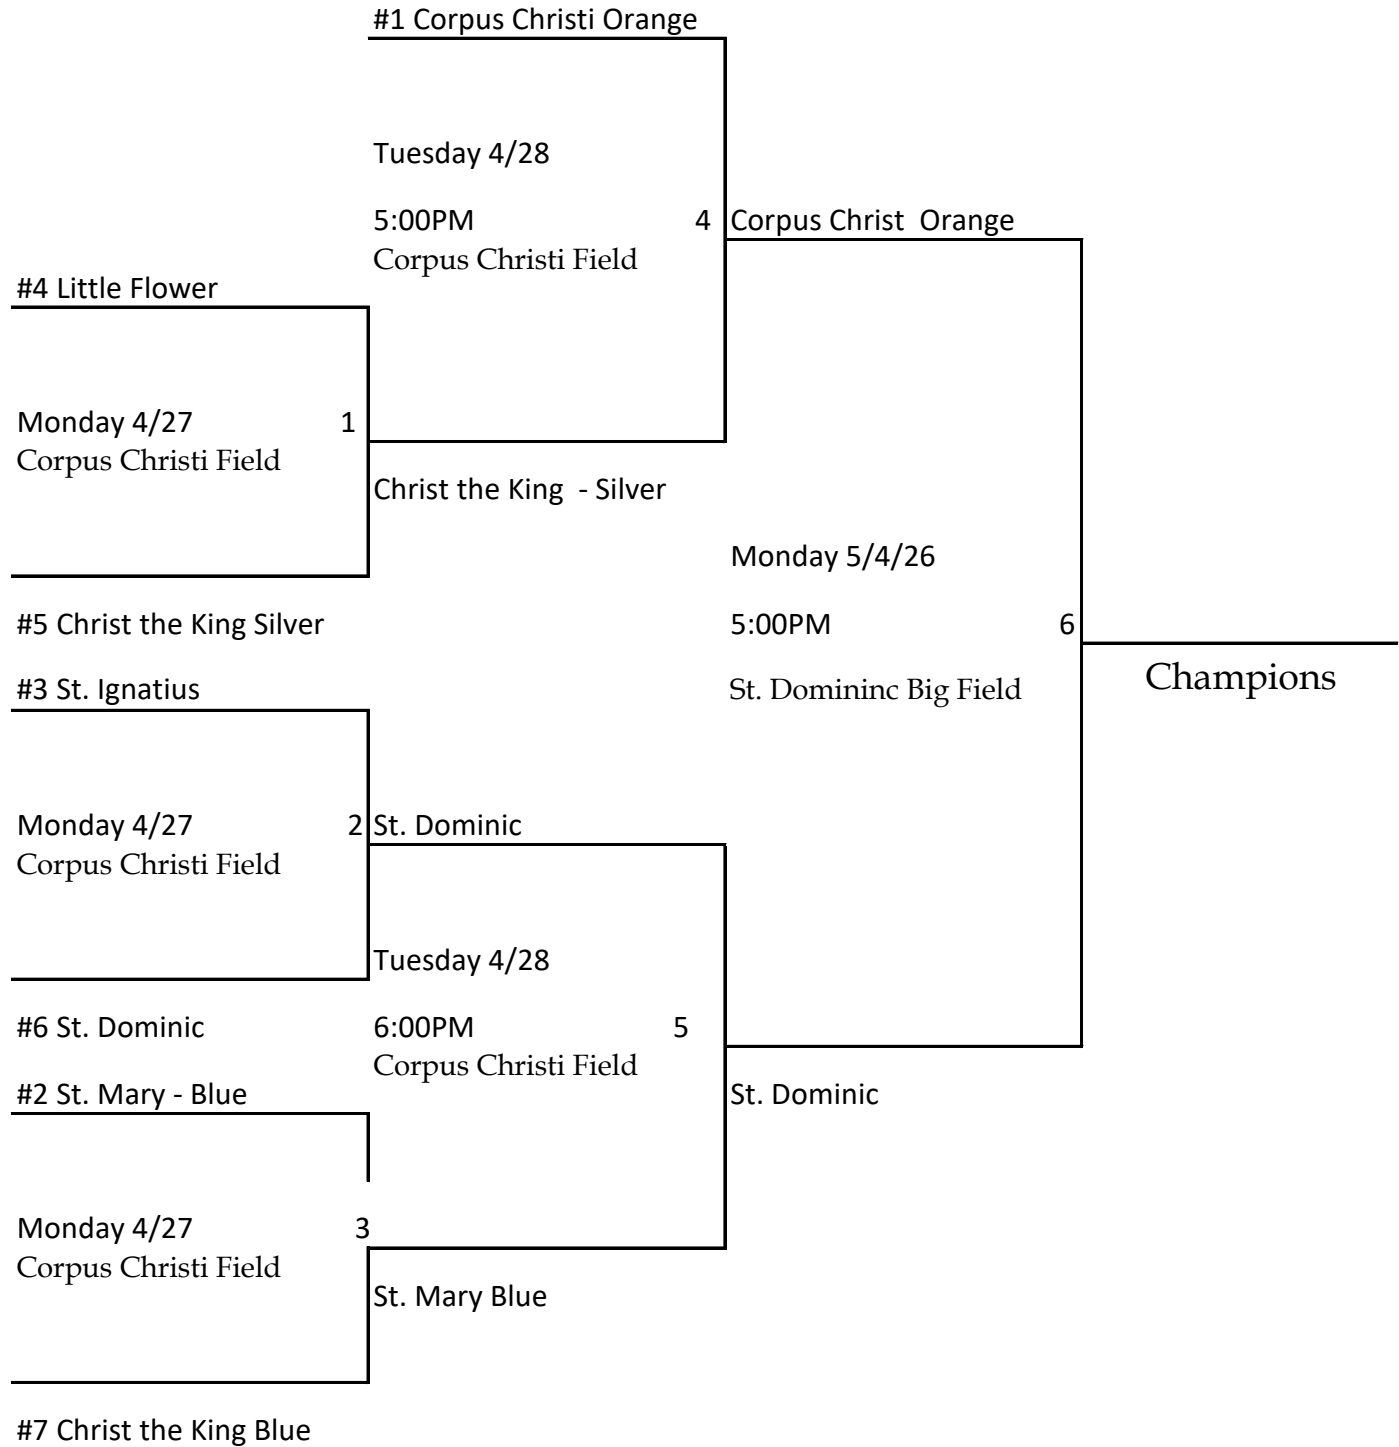 #1 Corpus Christi Orange
Tuesday 4/28
5:00PM 4
Corpus Christi Field
Corpus Christ  Orange
#4 Little Flower
Monday 4/27 1
Corpus Christi Field
Christ the King  - Silver
#5 Christ the King Silver
Monday 5/4/26
5:00PM 6
St. Domininc Big Field
Champions
#3 St. Ignatius
Monday 4/27 2
Corpus Christi Field
St. Dominic
#6 St. Dominic
Tuesday 4/28
6:00PM 5
Corpus Christi Field
St. Dominic
#2 St. Mary - Blue
Monday 4/27 3
Corpus Christi Field
St. Mary Blue
#7 Christ the King Blue